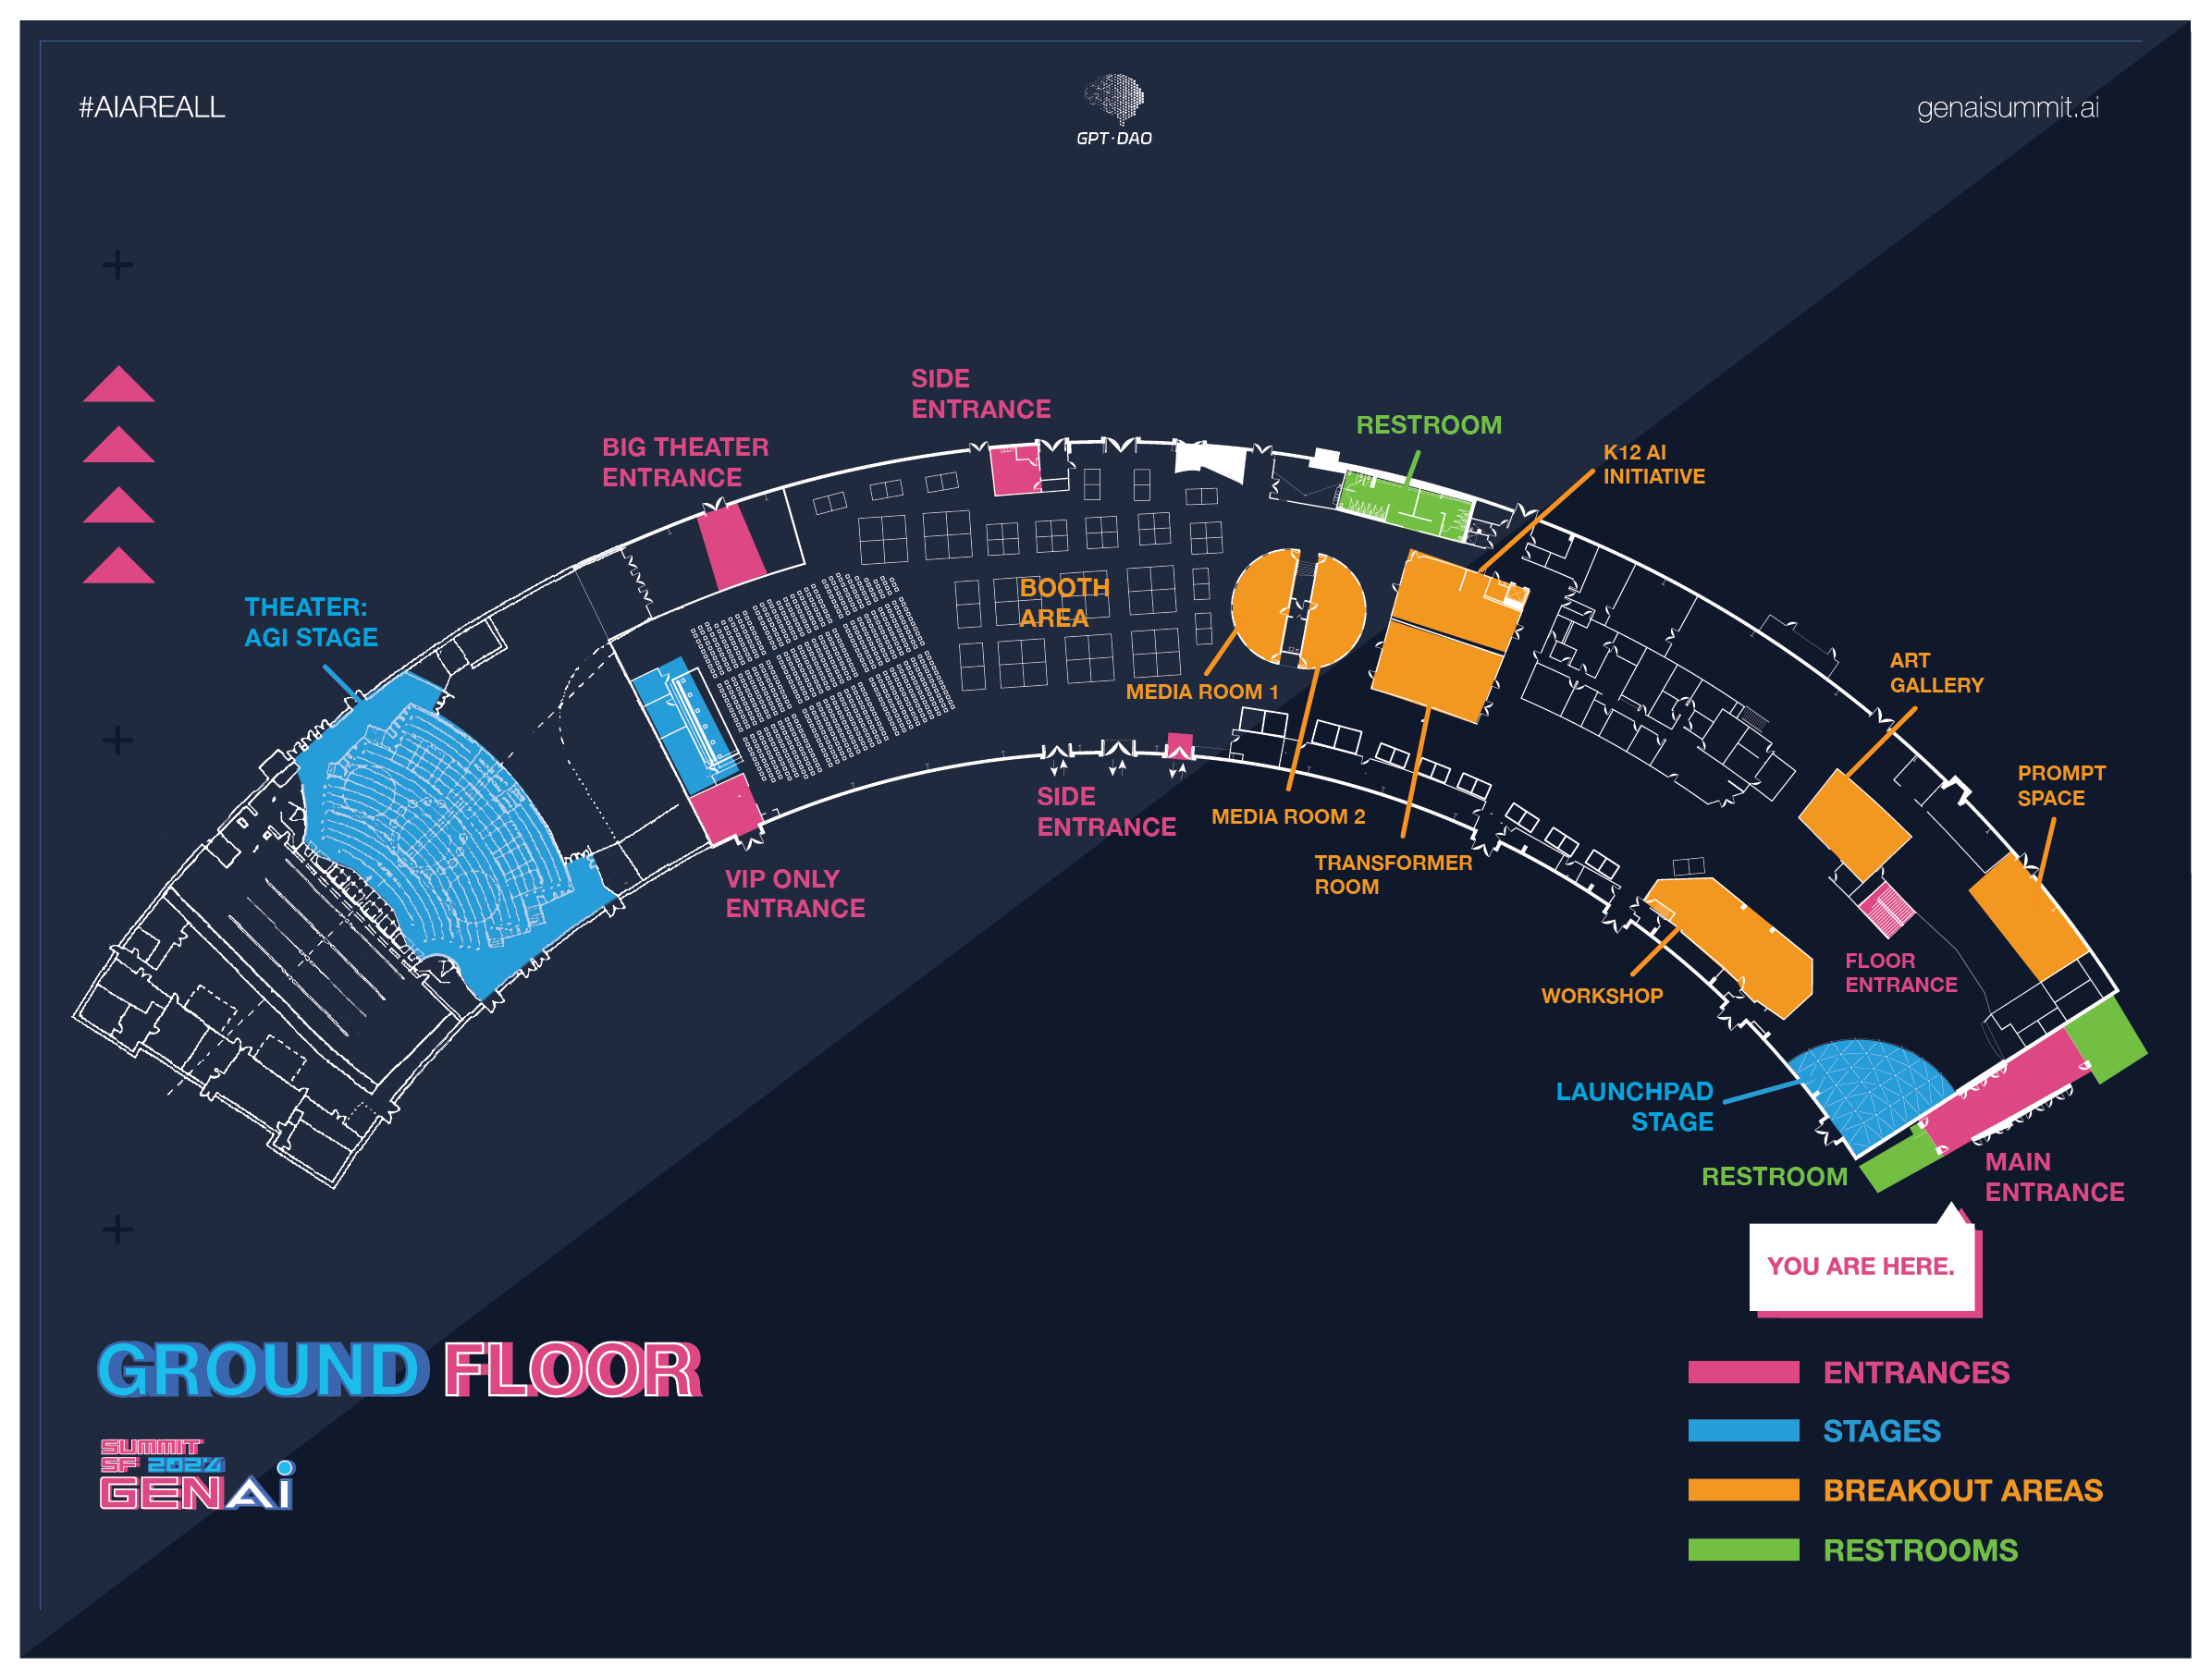 #AIAREALL
GPT·DAO
genaisummit.ai
SIDE
ENTRANCE
BIG THEATER
ENTRANCE
RESTROOM
K12 AI
INITIATIVE
THEATER:
AGI STAGE
BOOTH
AREA
MEDIA ROOM 1
ART
GALLERY
PROMPT
SPACE
SIDE
ENTRANCE
MEDIA ROOM 2
TRANSFORMER
ROOM
VIP ONLY
ENTRANCE
FLOOR
ENTRANCE
WORKSHOP
LAUNCHPAD
STAGE
RESTROOM
MAIN
ENTRANCE
YOU ARE HERE.
GROUND FLOOR
SUMMIT
SF 2024
GENAi
ENTRANCES
STAGES
BREAKOUT AREAS
RESTROOMS